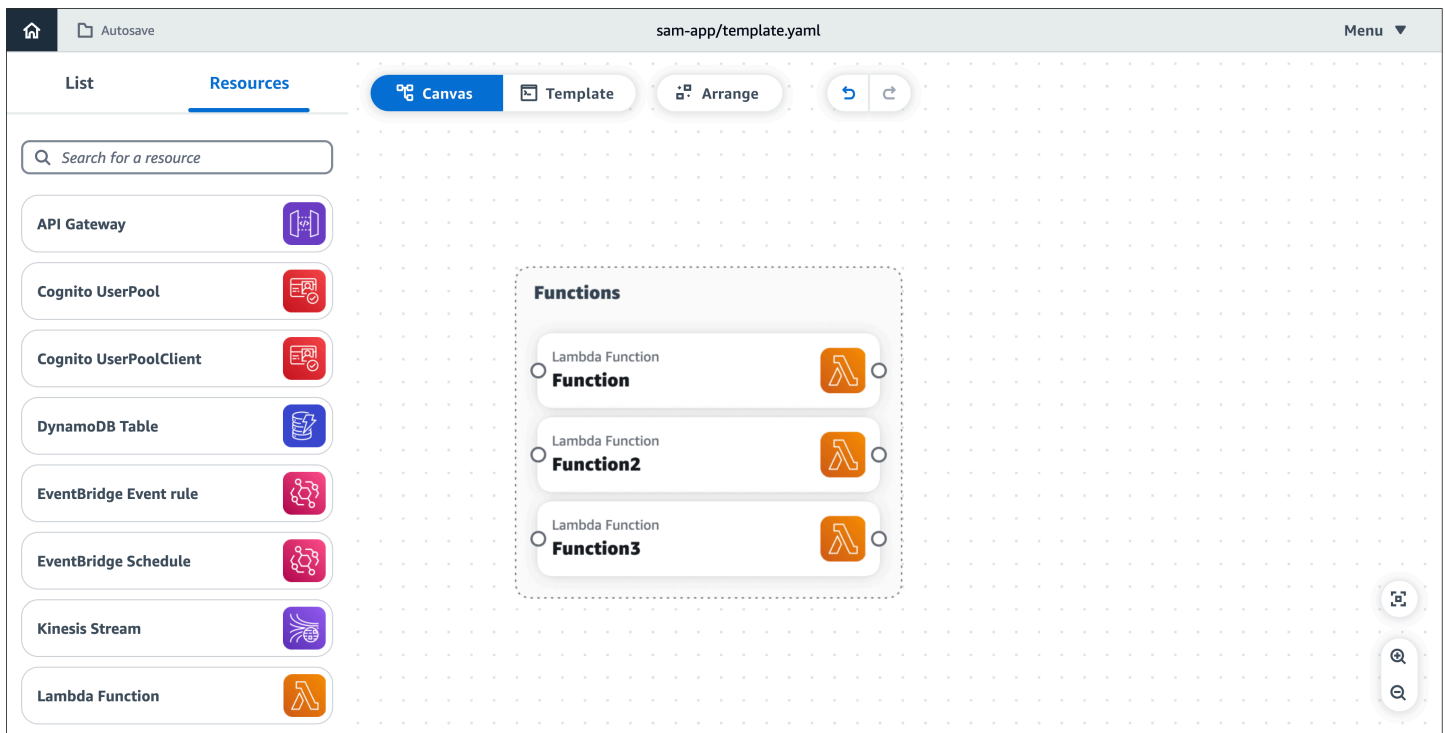 Autosave
sam-app/template.yaml
Menu
List
Resources
Canvas
Template
Arrange
Search for a resource
API Gateway
Cognito UserPool
Cognito UserPoolClient
DynamoDB Table
EventBridge Event rule
EventBridge Schedule
Kinesis Stream
Lambda Function
Functions
Lambda Function
Function
Lambda Function
Function2
Lambda Function
Function3